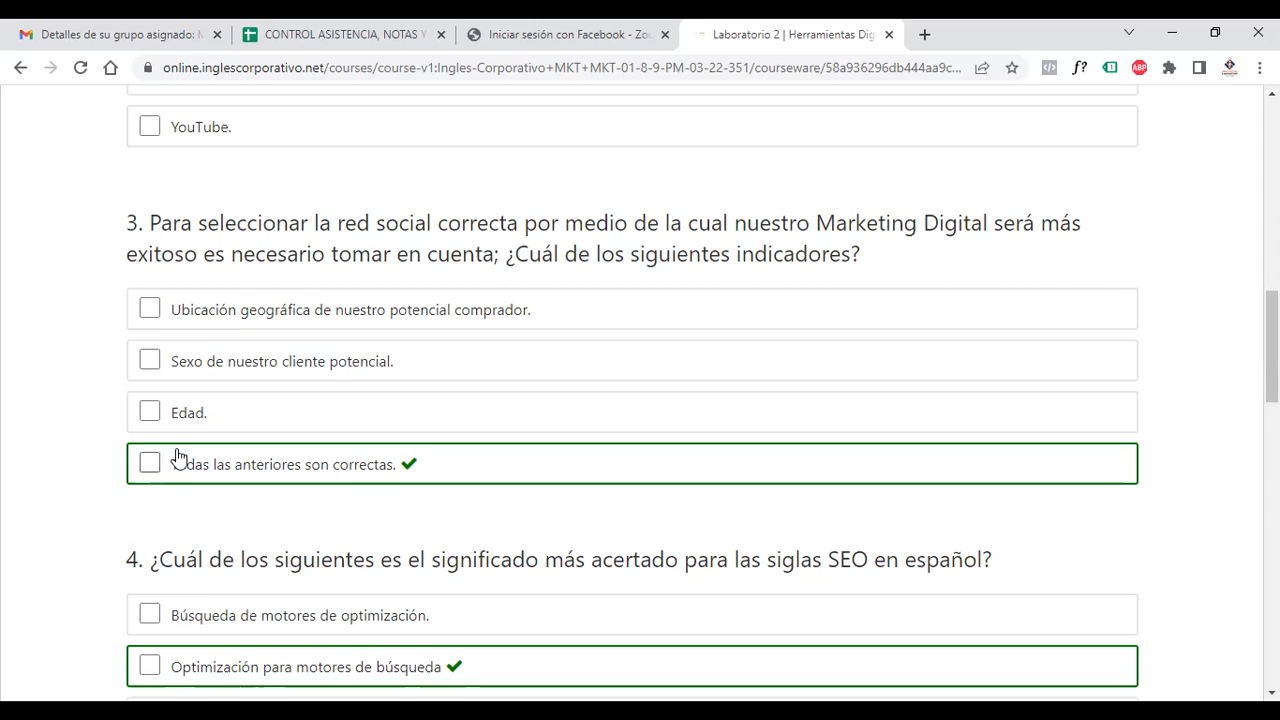 Detalles de su grupo asignado: M
CONTROL ASISTENCIA, NOTAS Y
Iniciar sesión con Facebook - Zoo
Laboratorio 2 | Herramientas Dig
online.inglescorporativo.net/courses/course-v1:Ingles-Corporativo+MKT+MKT-01-8-9-PM-03-22-351/courseware/58a936296db444aa9c...
YouTube.
3. Para seleccionar la red social correcta por medio de la cual nuestro Marketing Digital será más
exitoso es necesario tomar en cuenta; ¿Cuál de los siguientes indicadores?
Ubicación geográfica de nuestro potencial comprador.
Sexo de nuestro cliente potencial.
Edad.
las anteriores son correctas.
4. ¿Cuál de los siguientes es el significado más acertado para las siglas SEO en español?
Búsqueda de motores de optimización.
Optimización para motores de búsqueda